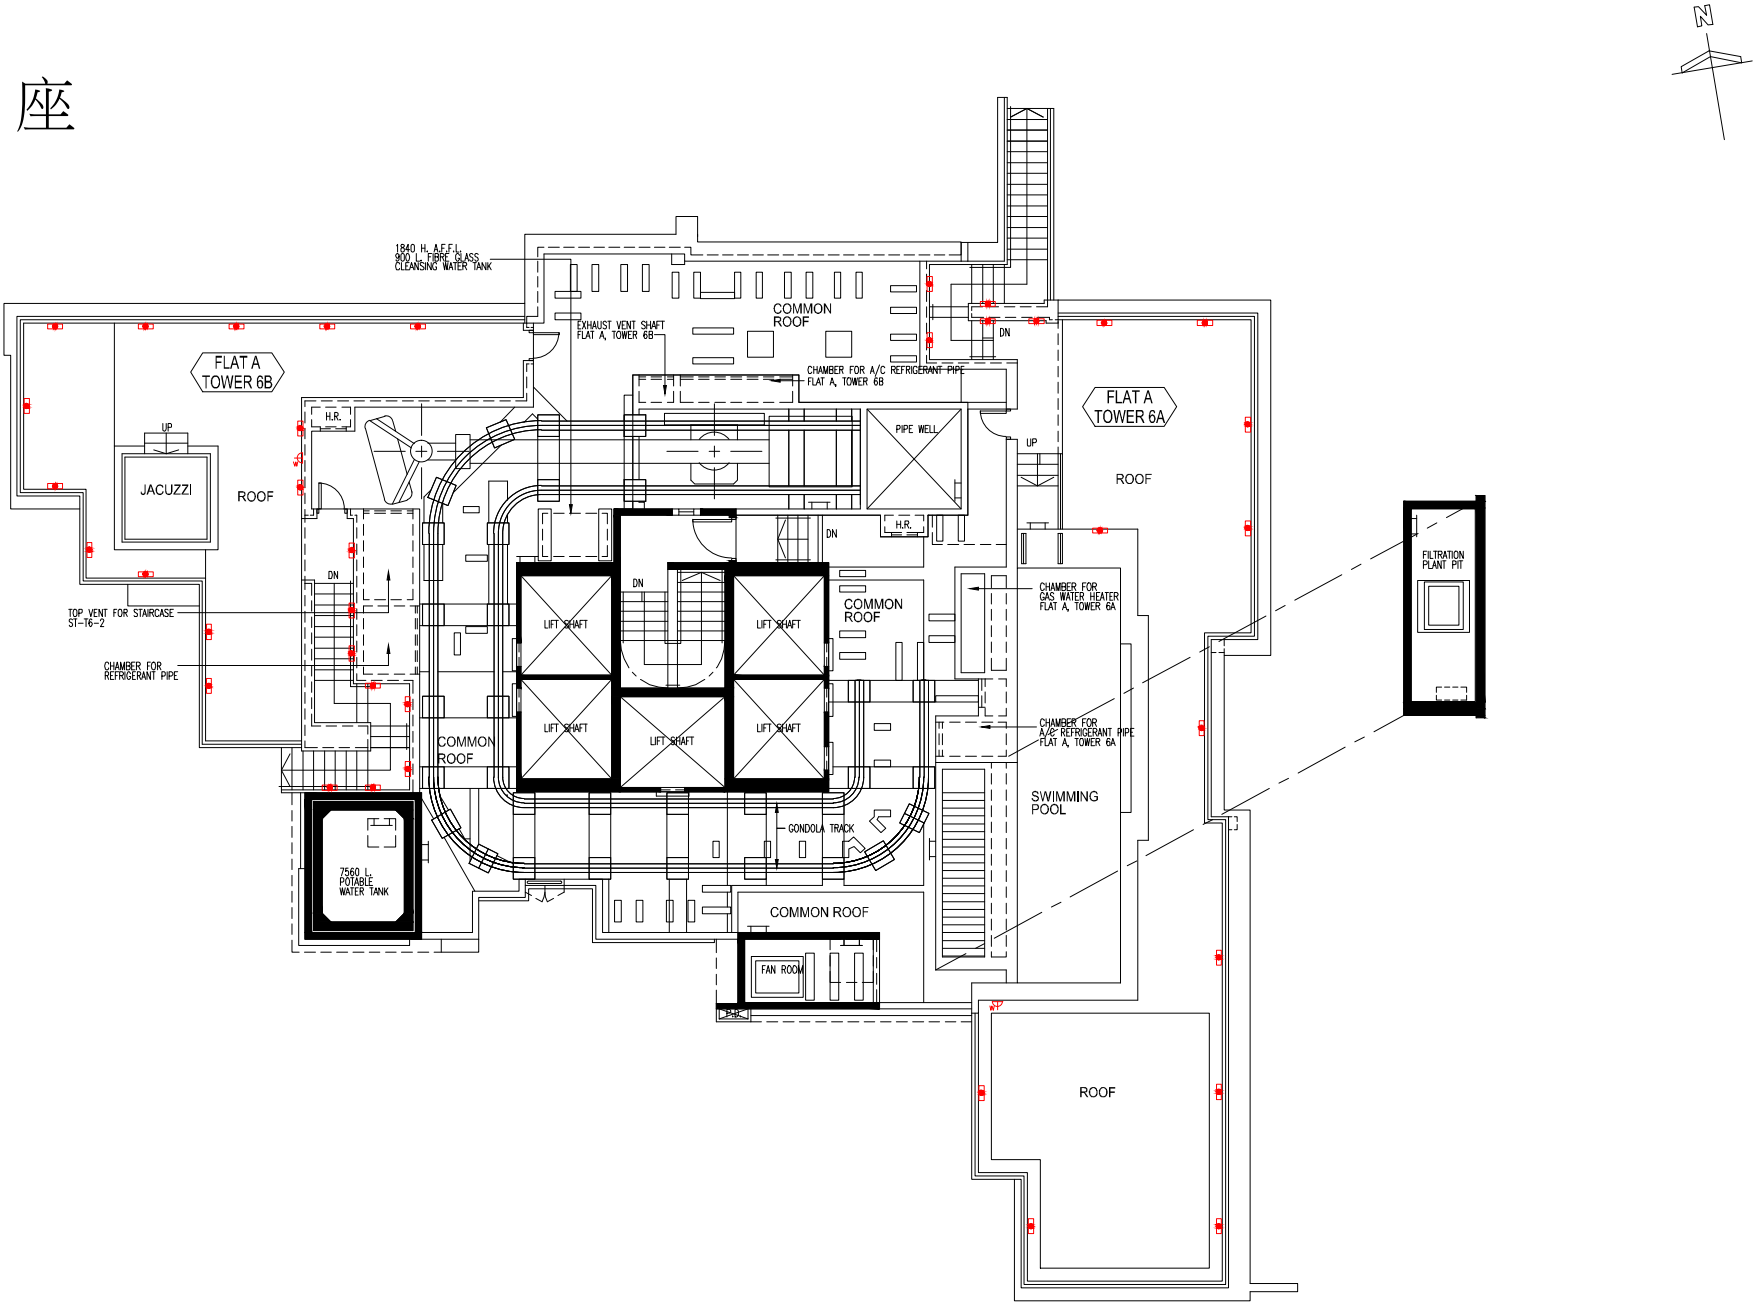 N
座
1840 H. A.F.F.L.
900 L. FIBRE GLASS
CLEANSING WATER TANK
COMMON
ROOF
EXHAUST VENT SHAFT
FLAT A, TOWER 6B
DN
FLAT A
TOWER 6B
CHAMBER FOR A/C REFRIGERANT PIPE
FLAT A, TOWER 6B
FLAT A
TOWER 6A
H.R.
UP
PIPE WELL
UP
JACUZZI
ROOF
ROOF
H.R.
DN
FILTRATION
PLANT PIT
DN
DN
CHAMBER FOR
GAS WATER HEATER
FLAT A, TOWER 6A
TOP VENT FOR STAIRCASE
ST-T6-2
LIFT SHAFT
LIFT SHAFT
COMMON
ROOF
CHAMBER FOR
REFRIGERANT PIPE
LIFT SHAFT
LIFT SHAFT
LIFT SHAFT
COMMON
ROOF
CHAMBER FOR
A/C REFRIGERANT PIPE
FLAT A, TOWER 6A
SWIMMING
POOL
GONDOLA TRACK
7560 L.
POTABLE
WATER TANK
COMMON ROOF
FAN ROOM
P.D.
ROOF